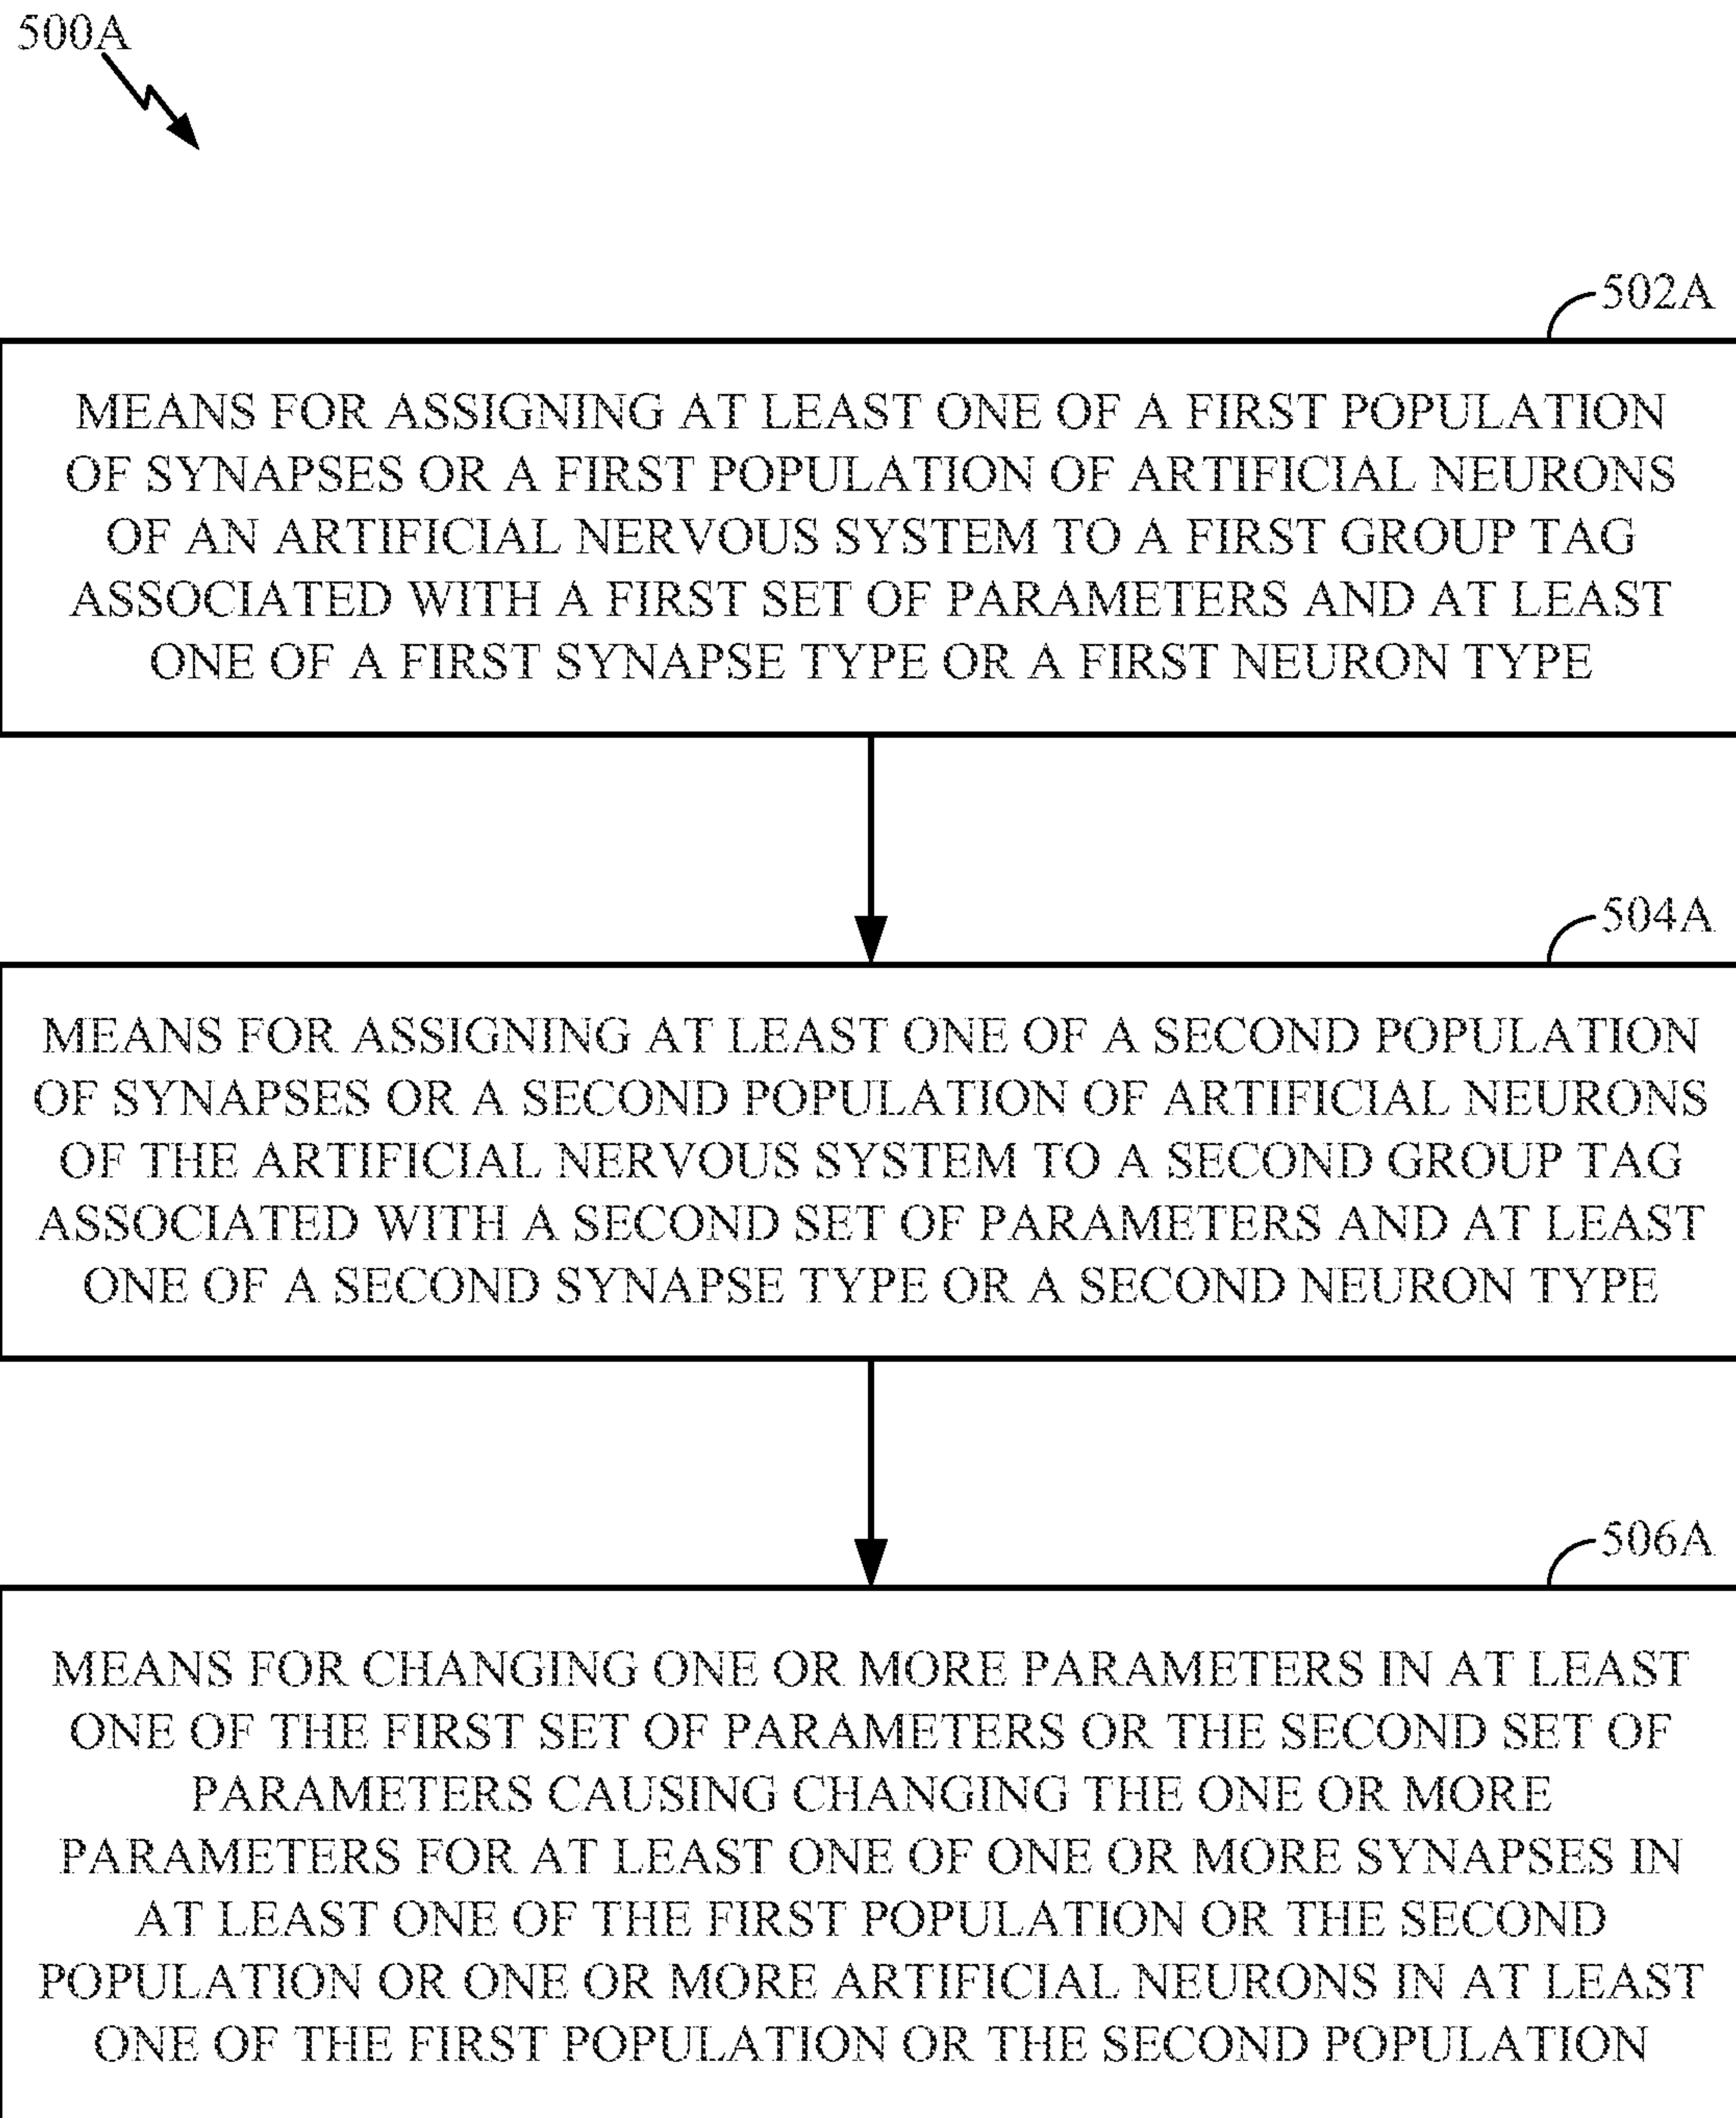 500A
502A
MEANS FOR ASSIGNING AT LEAST ONE OF A FIRST POPULATION
OF SYNAPSES OR A FIRST POPULATION OF ARTIFICIAL NEURONS
OF AN ARTIFICIAL NERVOUS SYSTEM TO A FIRST GROUP TAG
ASSOCIATED WITH A FIRST SET OF PARAMETERS AND AT LEAST
ONE OF A FIRST SYNAPSE TYPE OR A FIRST NEURON TYPE
504A
MEANS FOR ASSIGNING AT LEAST ONE OF A SECOND POPULATION
OF SYNAPSES OR A SECOND POPULATION OF ARTIFICIAL NEURONS
OF THE ARTIFICIAL NERVOUS SYSTEM TO A SECOND GROUP TAG
ASSOCIATED WITH A SECOND SET OF PARAMETERS AND AT LEAST
ONE OF A SECOND SYNAPSE TYPE OR A SECOND NEURON TYPE
506A
MEANS FOR CHANGING ONE OR MORE PARAMETERS IN AT LEAST
ONE OF THE FIRST SET OF PARAMETERS OR THE SECOND SET OF
PARAMETERS CAUSING CHANGING THE ONE OR MORE
PARAMETERS FOR AT LEAST ONE OF ONE OR MORE SYNAPSES IN
AT LEAST ONE OF THE FIRST POPULATION OR THE SECOND
POPULATION OR ONE OR MORE ARTIFICIAL NEURONS IN AT LEAST
ONE OF THE FIRST POPULATION OR THE SECOND POPULATION